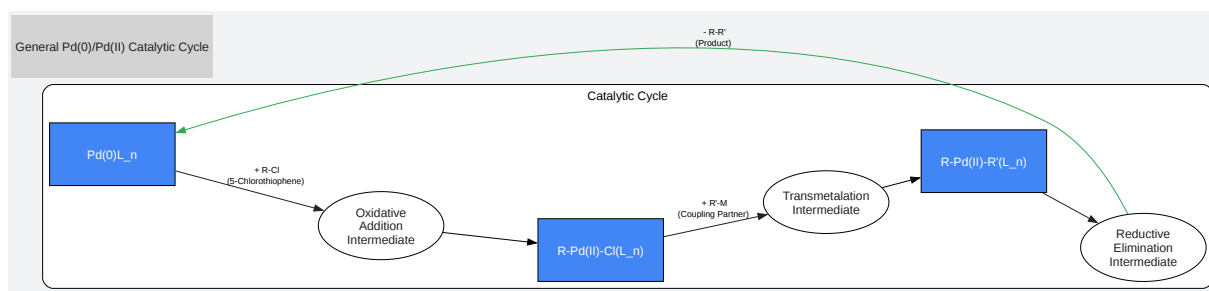 General Pd(0)/Pd(II) Catalytic Cycle
- R-R'
(Product)
Catalytic Cycle
Pd(0)L_n
+ R-Cl
(5-Chlorothiophene)
Oxidative
Addition
Intermediate
R-Pd(II)-Cl(L_n)
+ R'-M
(Coupling Partner)
Transmetalation
Intermediate
R-Pd(II)-R'(L_n)
Reductive
Elimination
Intermediate